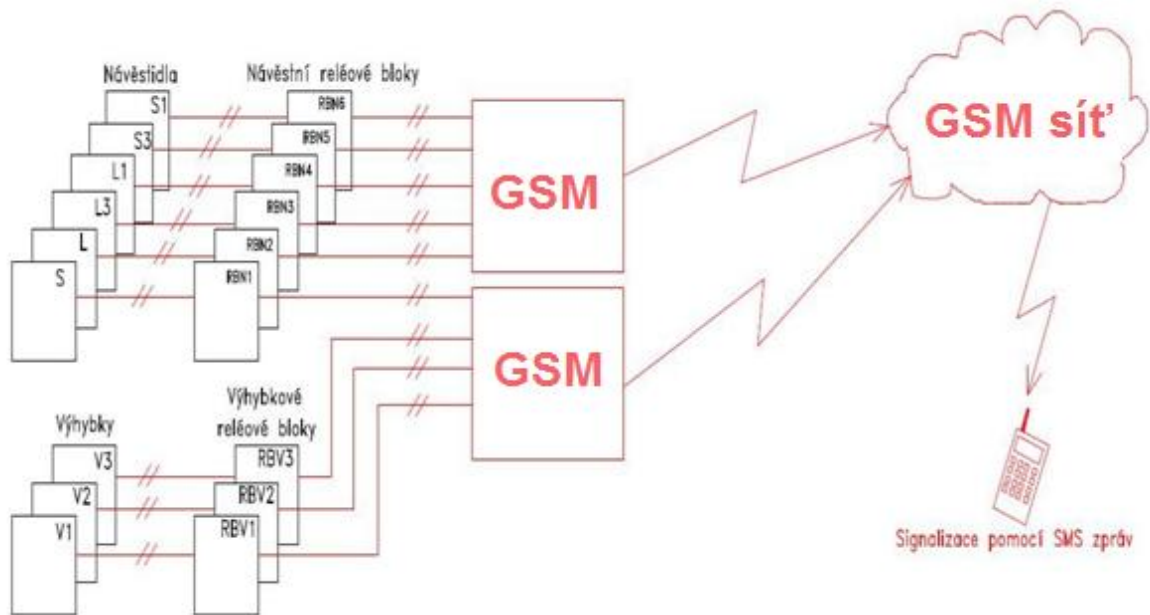 Návěstidla
Návěstní reléové bloky
S1
S3
L1
L3
L
S
RBN6
RBN5
RBN4
RBN3
RBN2
RBN1
GSM
GSM síť
GSM
Výhybky
Výhybkové
reléové bloky
V3
V2
V1
RBV3
RBV2
RBV1
Signalizace pomocí SMS zpráv